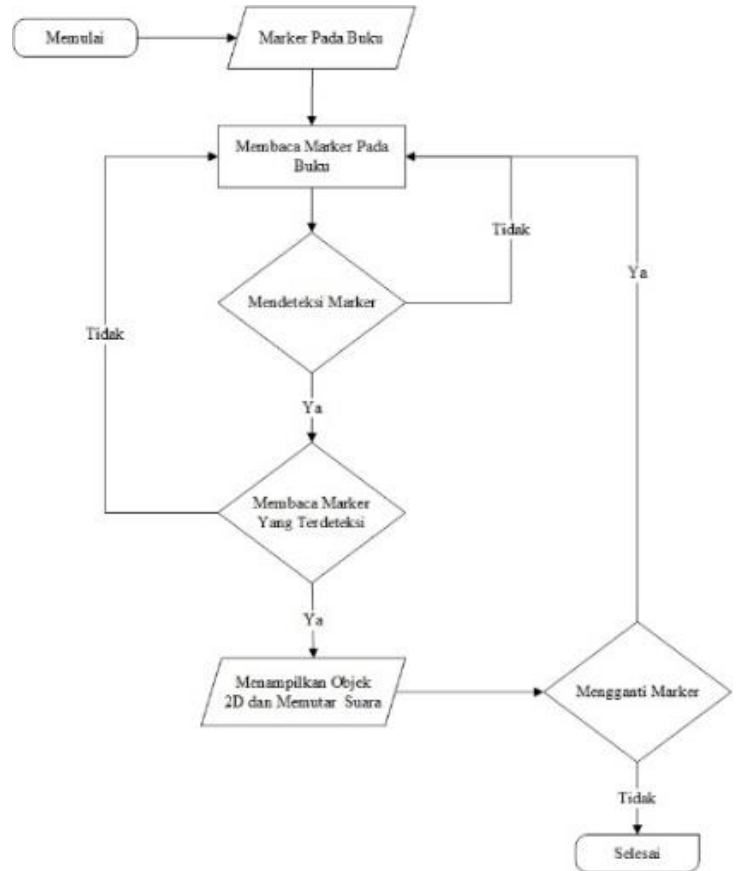 Memulai
Marker Pada Buku
Membaca Marker Pada
Buku
Tidak
Mendeteksi Marker
Ya
Tidak
Ya
Membaca Marker
Yang Terdeteksi
Ya
Menampilkan Objek
2D dan Memutar Suara
Mengganti Marker
Tidak
Selesai